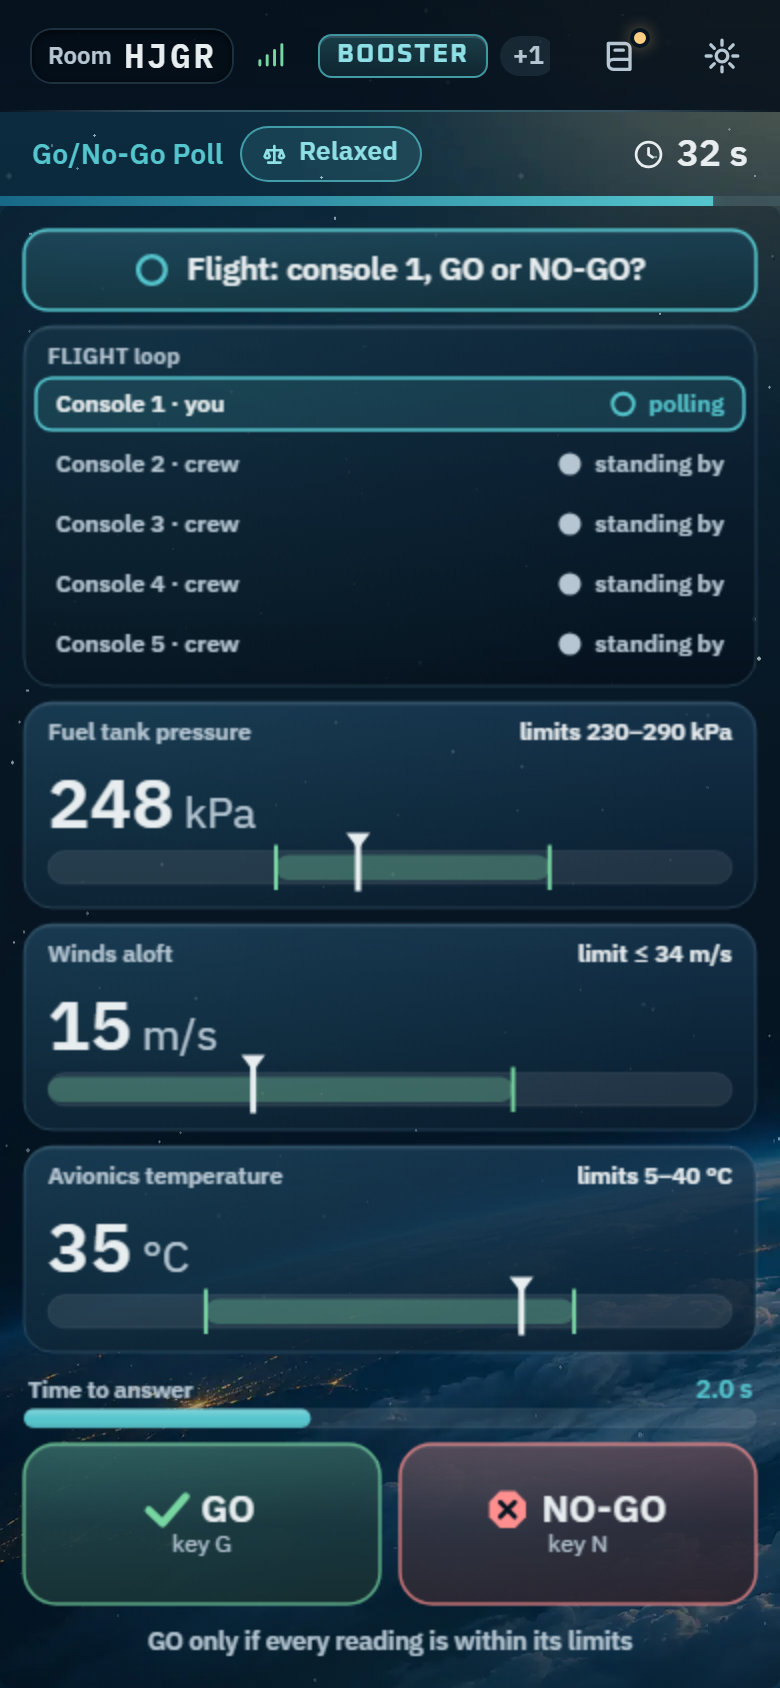 Room HJGR BOOSTER +1
Go/No-Go Poll Relaxed 32 s
Flight: console 1, GO or NO-GO?
FLIGHT loop
Console 1 · you polling
Console 2 · crew standing by
Console 3 · crew standing by
Console 4 · crew standing by
Console 5 · crew standing by
Fuel tank pressure limits 230–290 kPa
248 kPa
Winds aloft limit ≤ 34 m/s
15 m/s
Avionics temperature limits 5–40 °C
35 °C
Time to answer 2.0 s
GO NO-GO
key G key N
GO only if every reading is within its limits